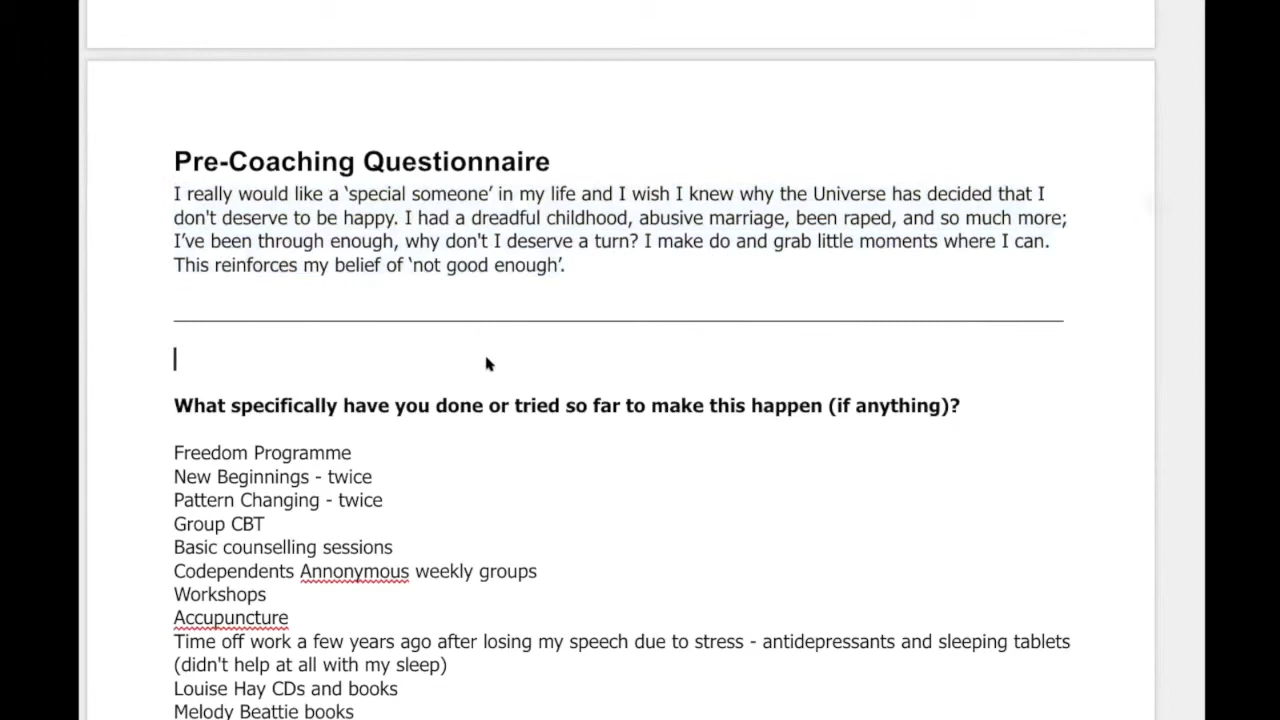 Pre-Coaching Questionnaire
I really would like a ‘special someone’ in my life and I wish I knew why the Universe has decided that I
don't deserve to be happy. I had a dreadful childhood, abusive marriage, been raped, and so much more;
I’ve been through enough, why don't I deserve a turn? I make do and grab little moments where I can.
This reinforces my belief of ‘not good enough’.
What specifically have you done or tried so far to make this happen (if anything)?
Freedom Programme
New Beginnings - twice
Pattern Changing - twice
Group CBT
Basic counselling sessions
Codependents Annonymous weekly groups
Workshops
Accupuncture
Time off work a few years ago after losing my speech due to stress - antidepressants and sleeping tablets
(didn't help at all with my sleep)
Louise Hay CDs and books
Melody Beattie books